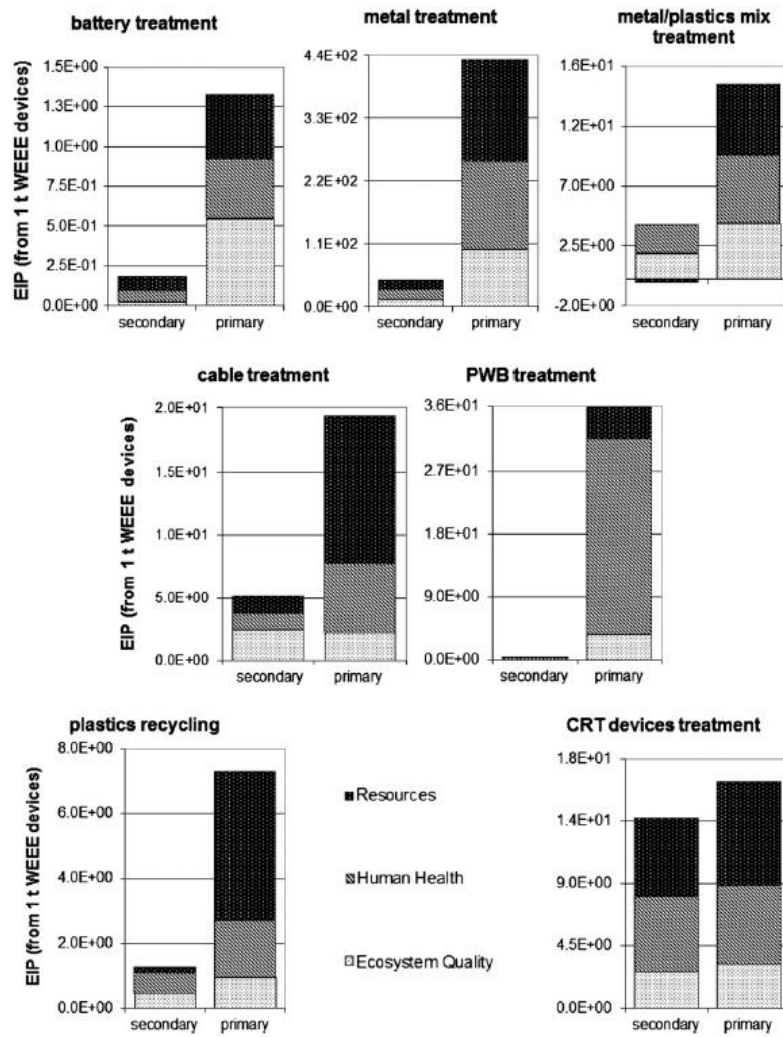 battery treatment
EIP (from 1 t WEEE devices)
1.5E+00
1.3E+00
1.0E+00
7.5E-01
5.0E-01
2.5E-01
0.0E+00
secondary primary
metal treatment
4.4E+02
3.3E+02
2.2E+02
1.1E+02
0.0E+00
secondary primary
metal/plastics mix
treatment
1.6E+01
1.2E+01
7.0E+00
2.5E+00
-2.0E+00
secondary primary
cable treatment
EIP (from 1 t WEEE devices)
2.0E+01
1.5E+01
1.0E+01
5.0E+00
0.0E+00
secondary primary
PWB treatment
3.6E+01
2.7E+01
1.8E+01
9.0E+00
0.0E+00
secondary primary
plastics recycling
EIP (from 1 t WEEE devices)
8.0E+00
6.0E+00
4.0E+00
2.0E+00
0.0E+00
secondary primary
Resources
Human Health
Ecosystem Quality
CRT devices treatment
1.8E+01
1.4E+01
9.0E+00
4.5E+00
0.0E+00
secondary primary